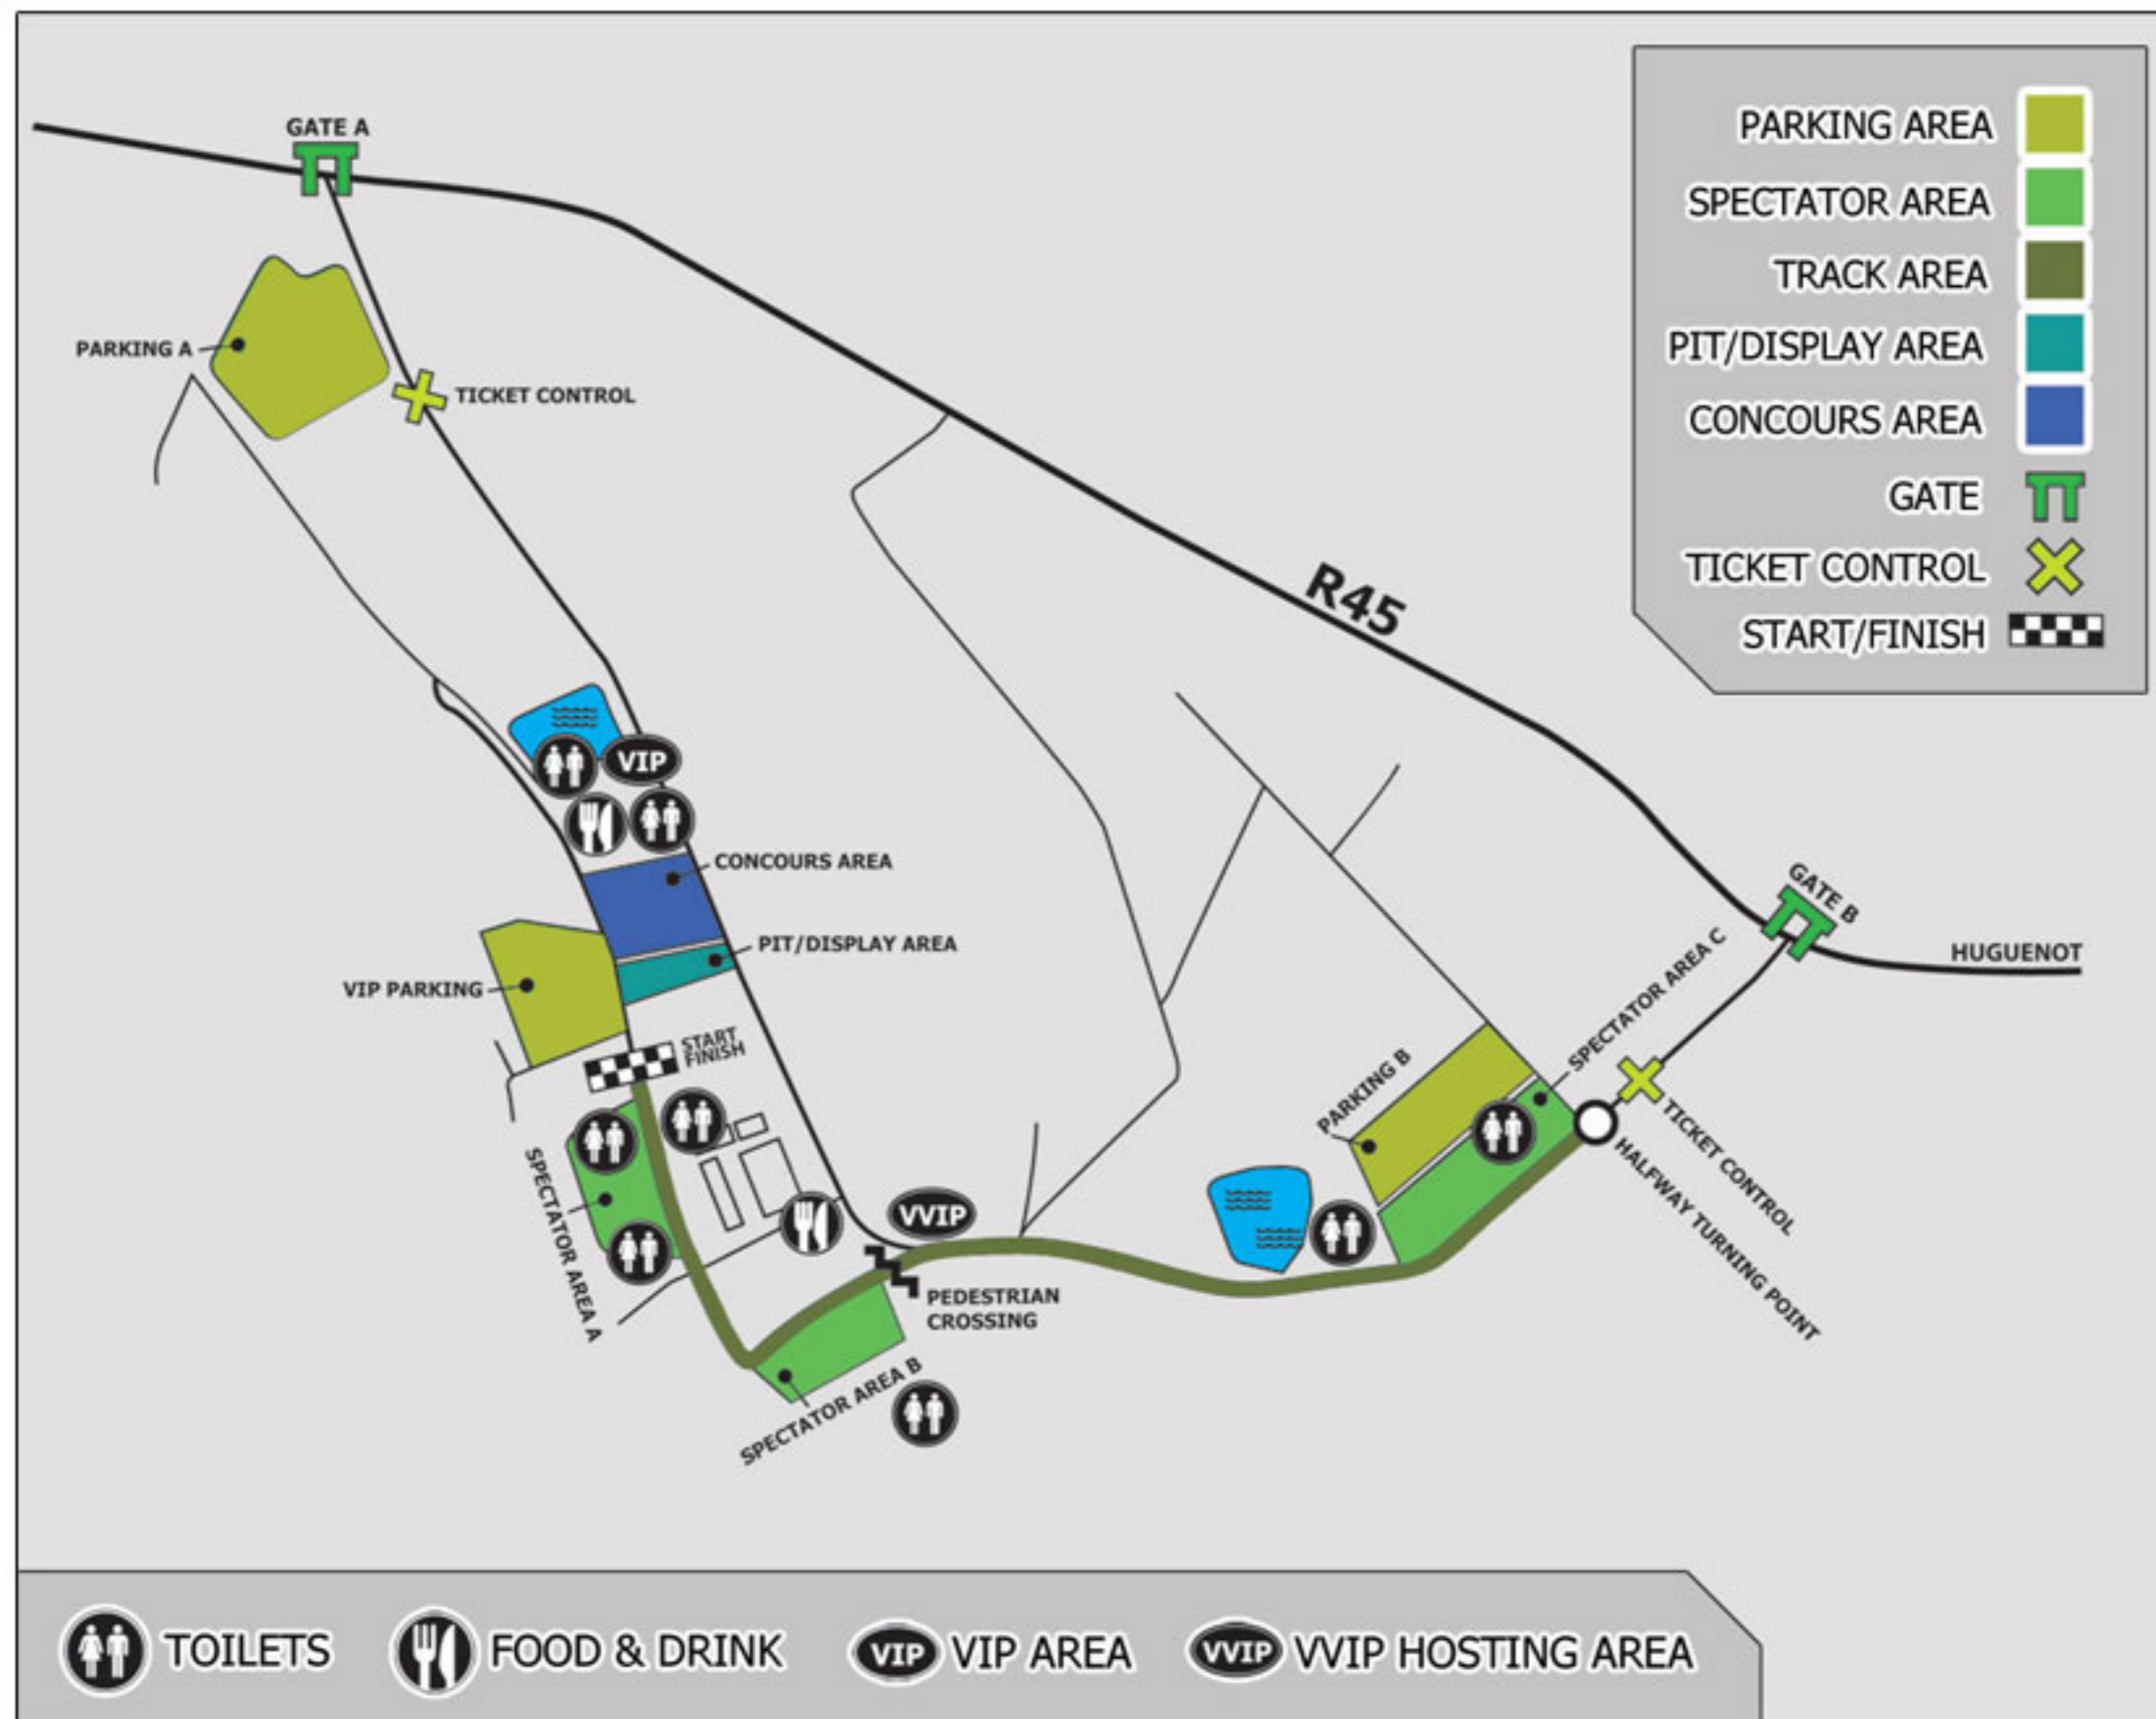 GATE A
PARKING AREA
SPECTATOR AREA
TRACK AREA
PIT/DISPLAY AREA
CONCOURS AREA
GATE
TICKET CONTROL
START/FINISH
PARKING A
TICKET CONTROL
R45
VIP
CONCOURS AREA
PIT/DISPLAY AREA
VIP PARKING
START
FINISH
GATE B
HUGUENOT
SPECTATOR AREA C
PARKING B
TICKET CONTROL
HALFWAY TURNING POINT
SPECTATOR AREA A
VVIP
PEDESTRIAN
CROSSING
SPECTATOR AREA B
TOILETS
FOOD & DRINK
VIP VIP AREA
VVIP VVIP HOSTING AREA